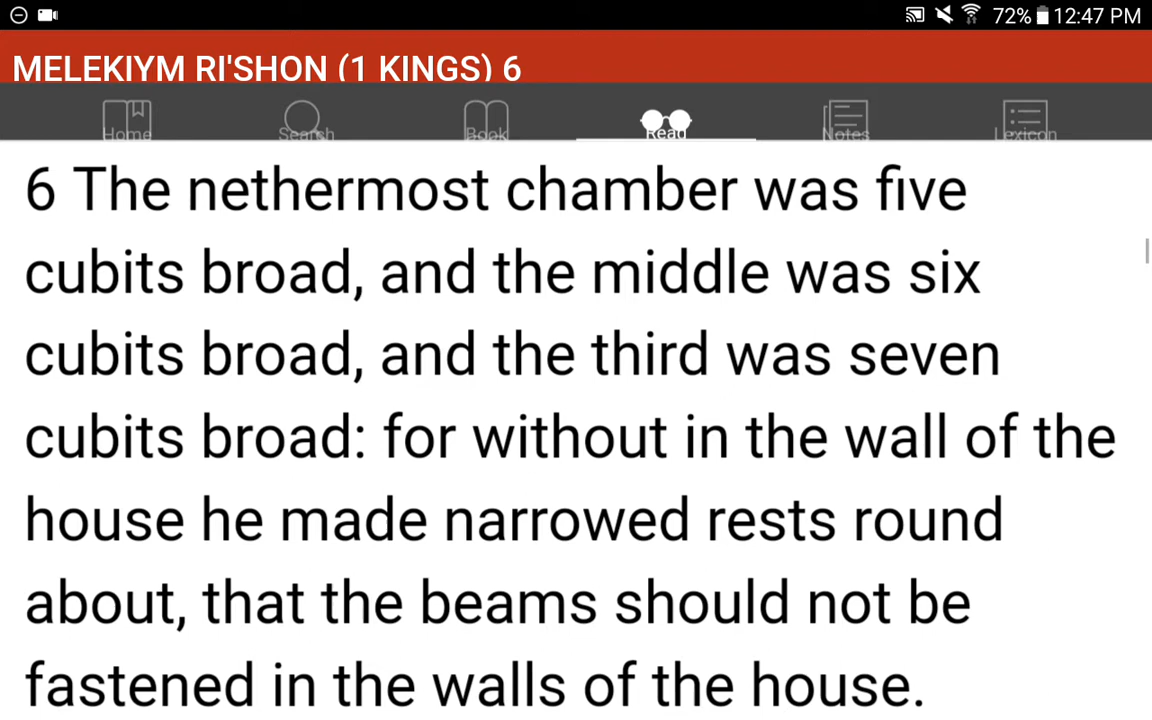 72% 12:47 PM
MELEKIYM RI'SHON (1 KINGS) 6
Home Search Book Read Notes Lexicon
6 The nethermost chamber was five
cubits broad, and the middle was six
cubits broad, and the third was seven
cubits broad: for without in the wall of the
house he made narrowed rests round
about, that the beams should not be
fastened in the walls of the house.